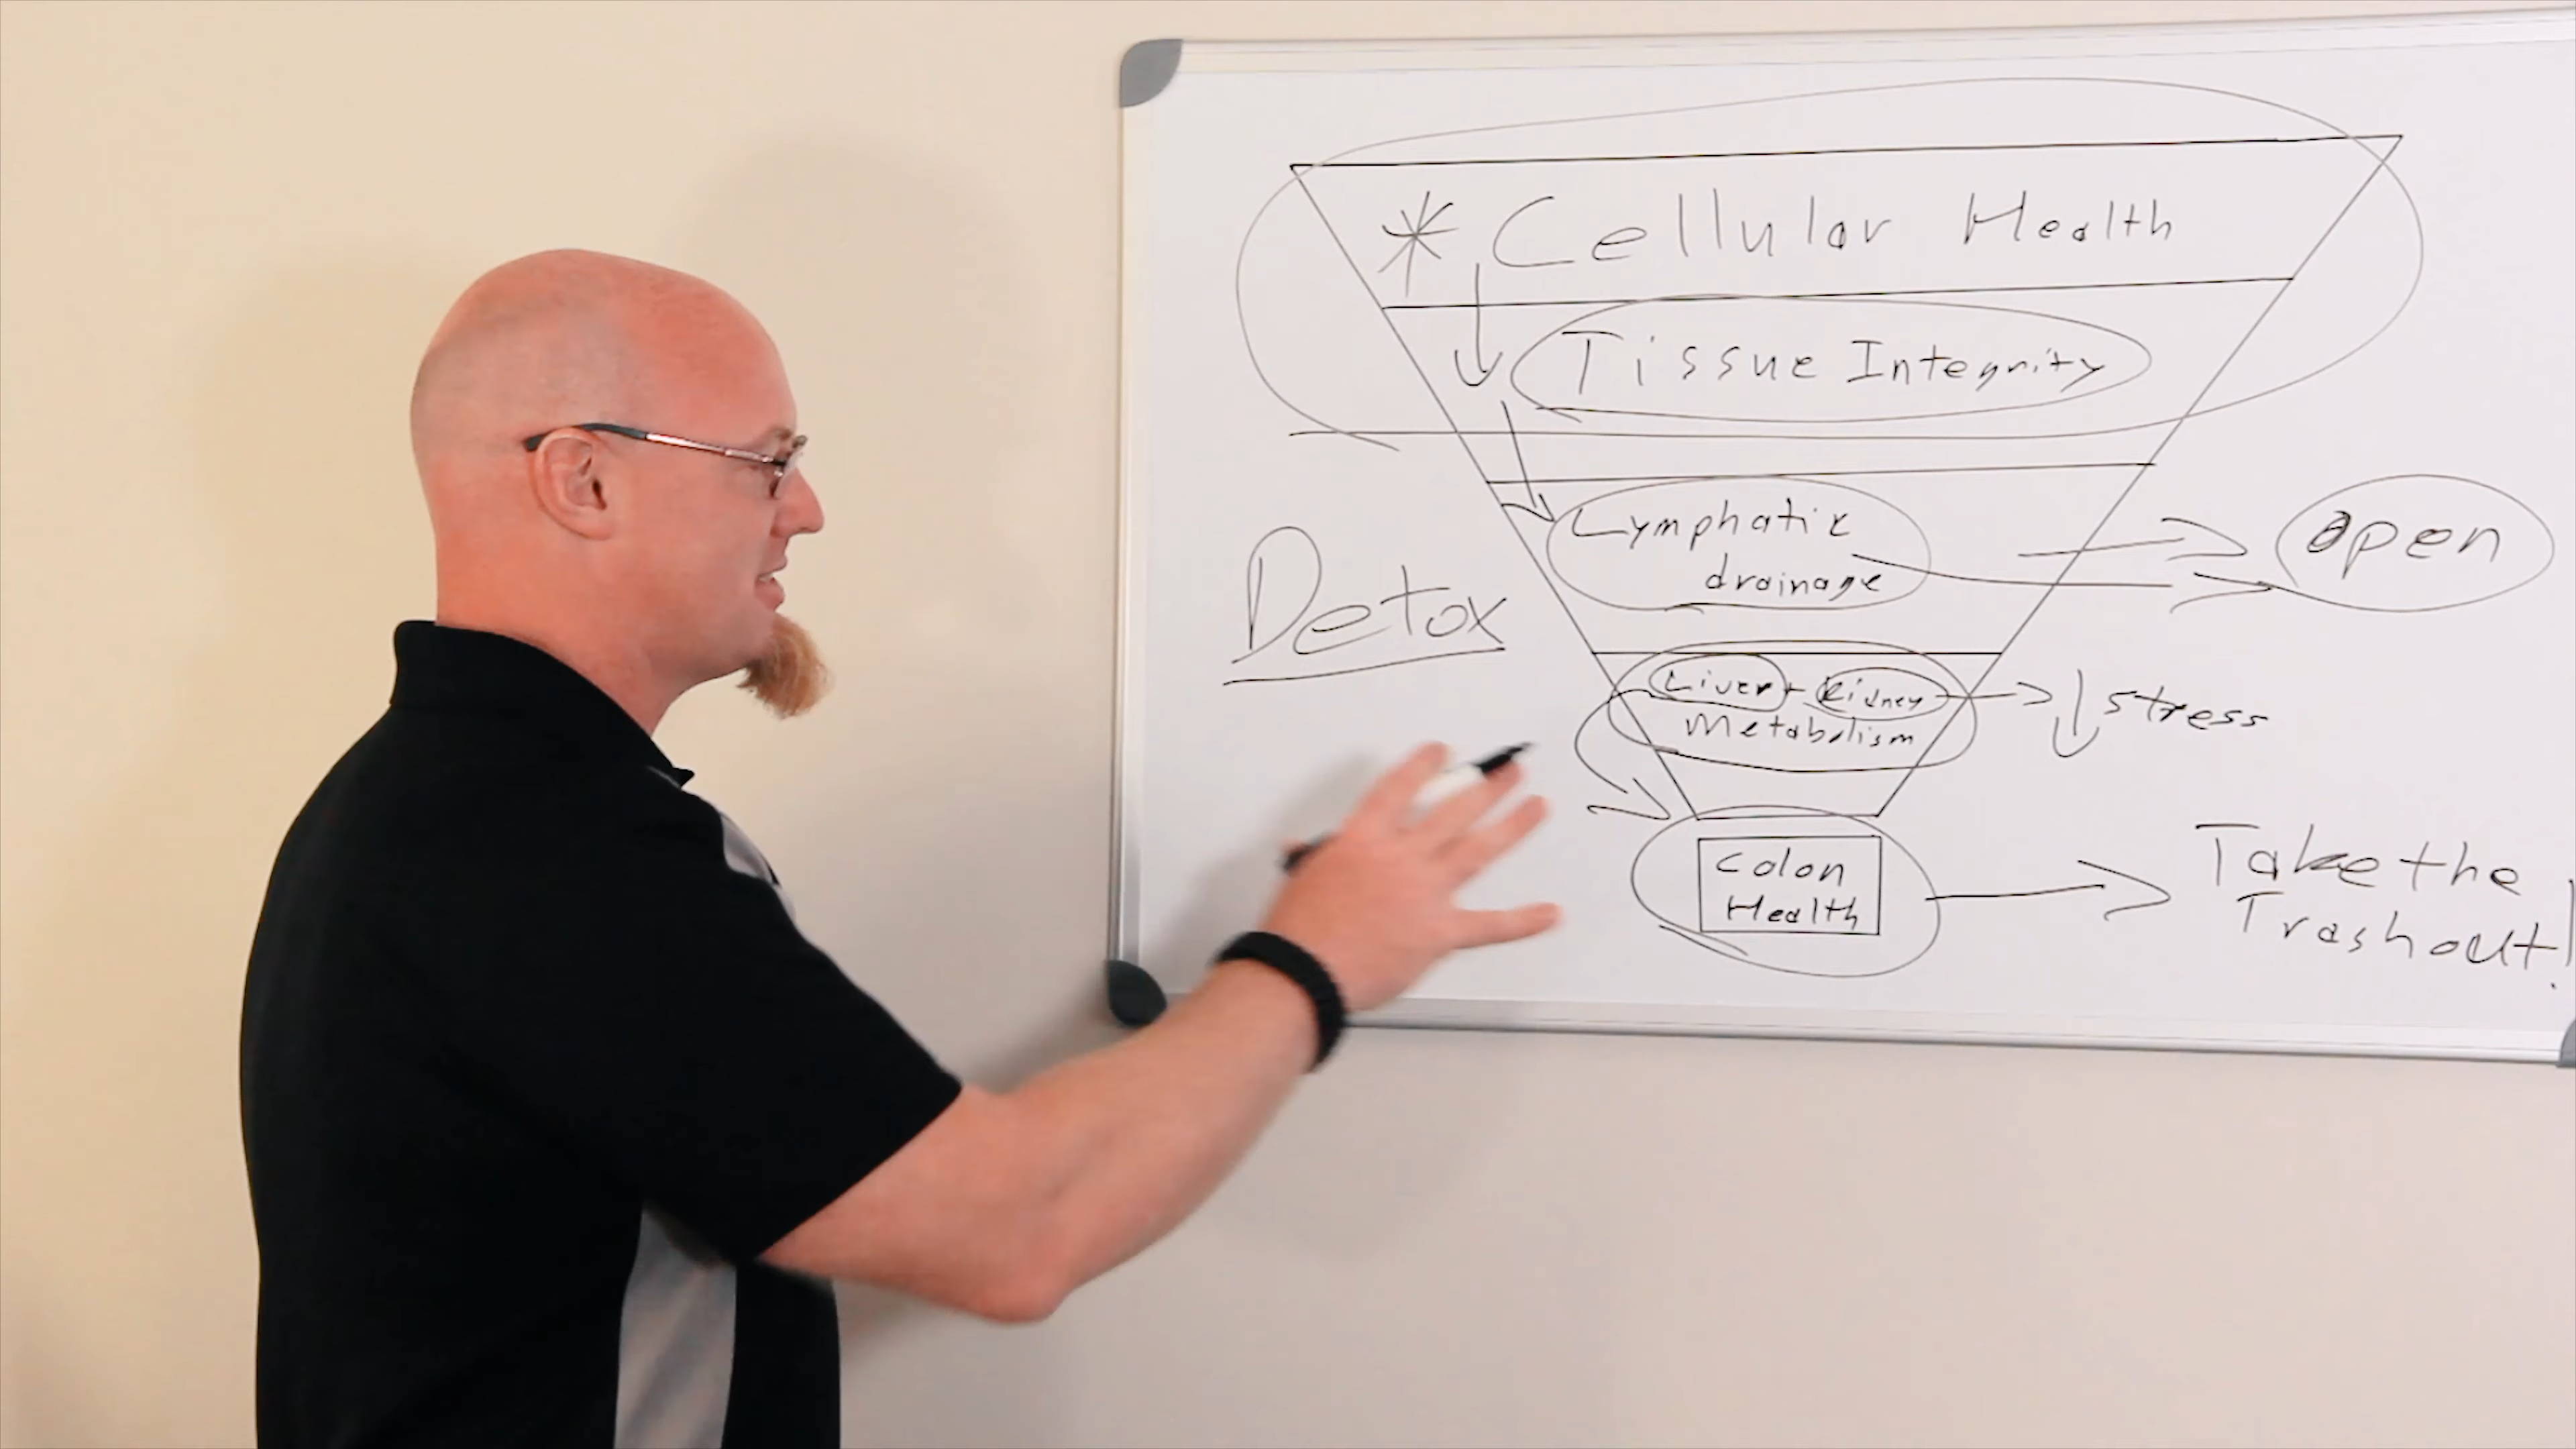 * Cellular Health
Tissue Integrity
Lymphatic
drainage
Open
Detox
Liver + Kidney
Metabolism
↓ stress
Colon
Health
Take the
Trash out!